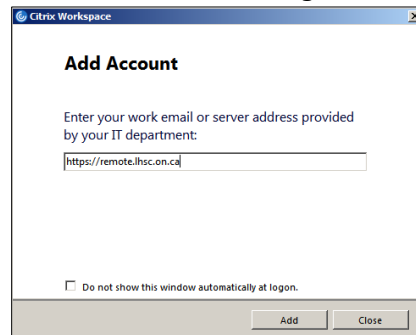 Citrix Workspace
Add Account
Enter your work email or server address provided
by your IT department:
https://remote.lhsc.on.ca
Do not show this window automatically at logon.
Add Close